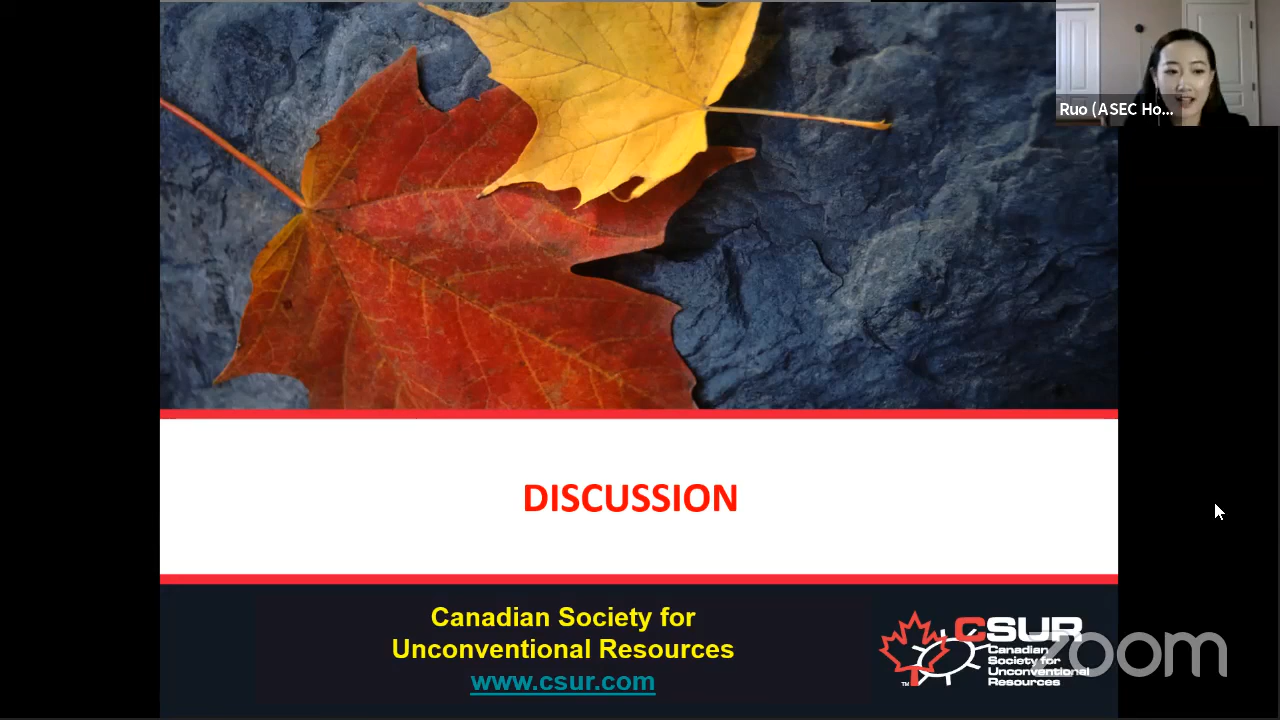 Ruo (ASEC Ho...
DISCUSSION
Canadian Society for
Unconventional Resources
www.csur.com
CSUR
Canadian
Society for
Unconventional
Resources
TM
zoom